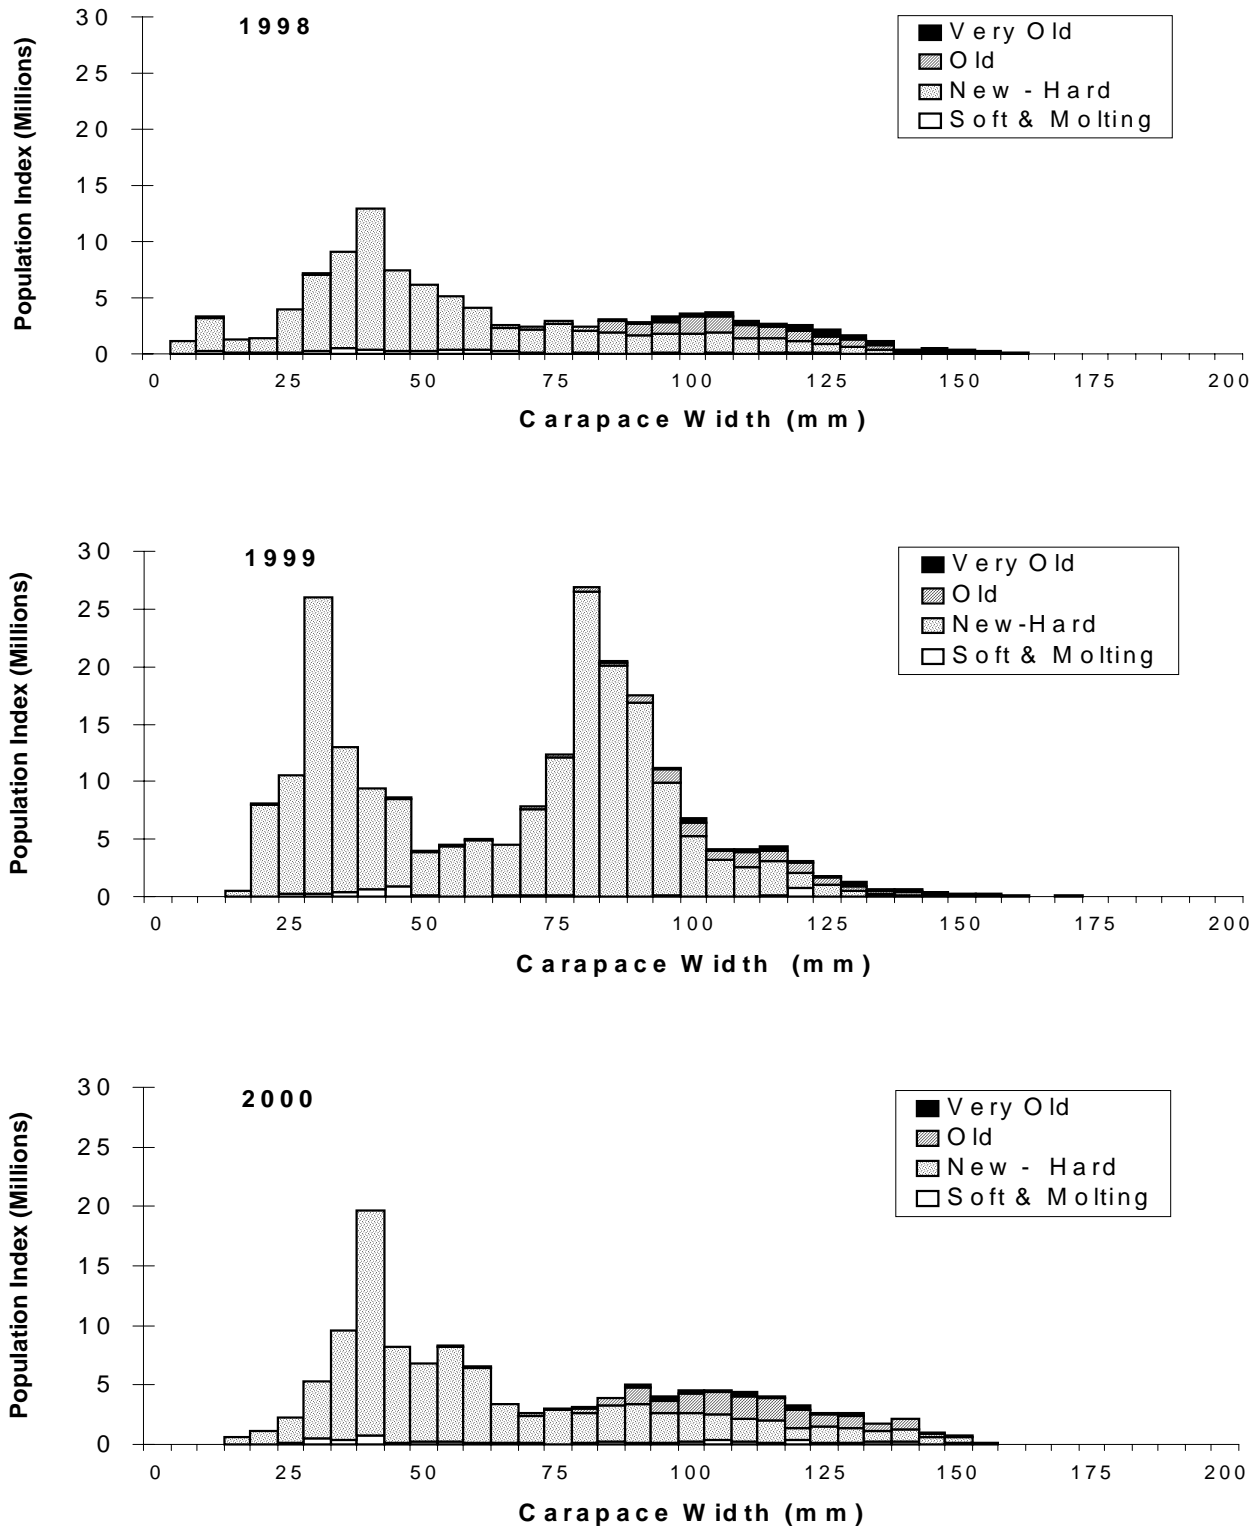 1998
Very Old
Old
New - Hard
Soft & Molting
Population Index (Millions)
30
25
20
15
10
5
0
0 25 50 75 100 125 150 175 200
Carapace Width (mm)
1999
Very Old
Old
New-Hard
Soft & Molting
Population Index (Millions)
30
25
20
15
10
5
0
0 25 50 75 100 125 150 175 200
Carapace Width (mm)
2000
Very Old
Old
New - Hard
Soft & Molting
Population Index (Millions)
30
25
20
15
10
5
0
0 25 50 75 100 125 150 175 200
Carapace Width (mm)